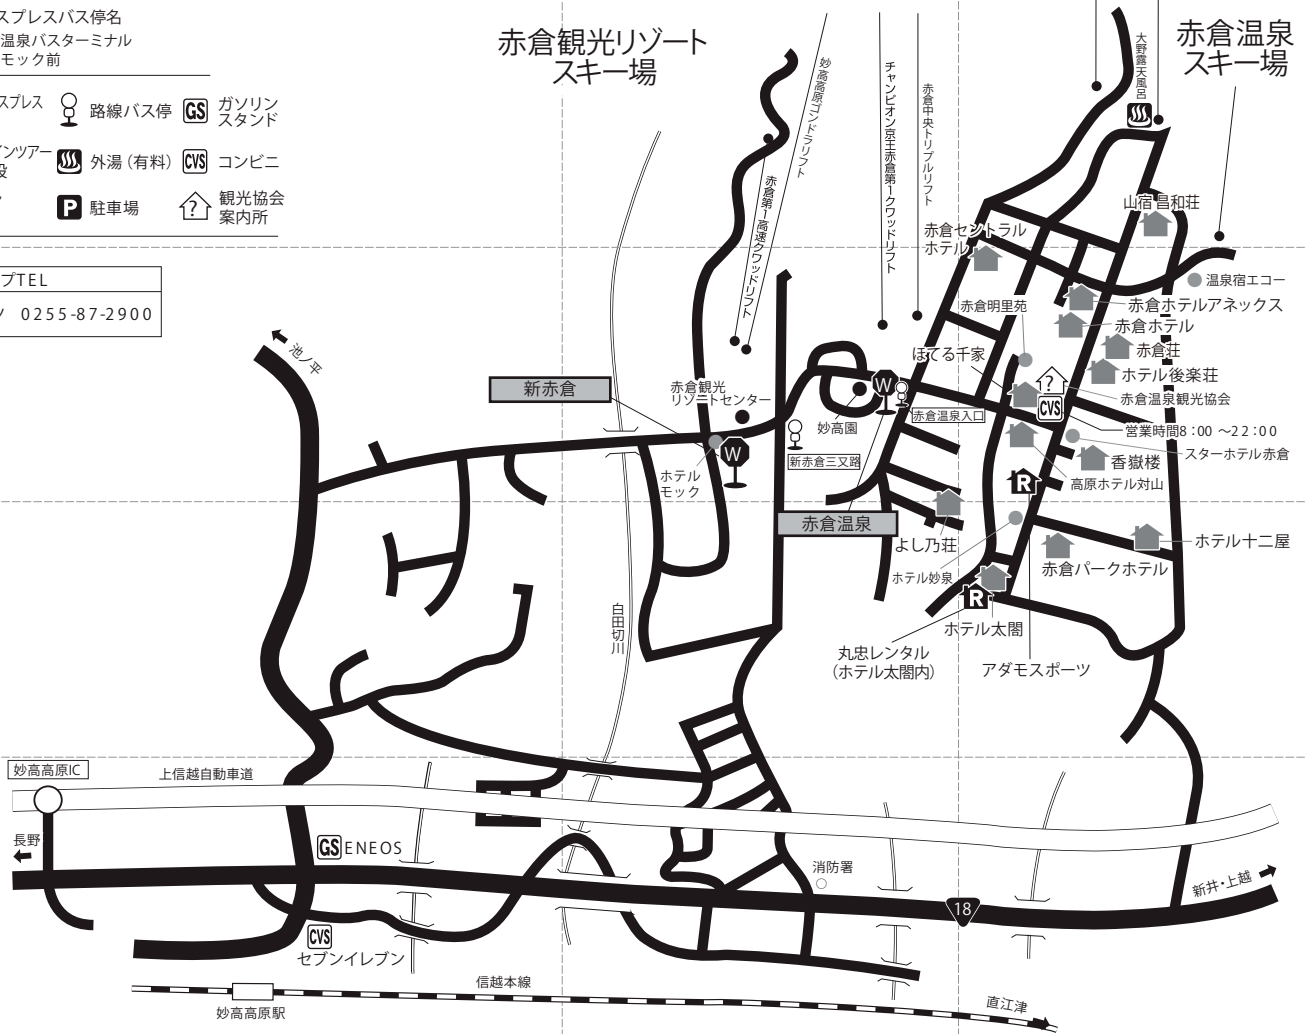 スプレスバス停名
温泉バスターミナル
モック前
スプレス
路線バス停
GS
ガソリン
スタンド
インツアー
設
外湯（有料）
CVS
コンビニ
P
駐車場
?
観光協会
案内所
プTEL
0255-87-2900
赤倉観光リゾート
スキー場
赤倉温泉
スキー場
妙高高原ゴンドラリフト
赤倉第1高速クワッドリフト
チャンピオン京王赤倉第1クワッドリフト
赤倉中央トリプルリフト
大野露天風呂
山宿 昌和荘
赤倉セントラル
ホテル
温泉宿エコー
赤倉明里苑
赤倉ホテルアネックス
赤倉ホテル
赤倉荘
ほてる千家
ホテル後楽荘
?
赤倉温泉観光協会
CVS
営業時間8：00 〜22：00
スターホテル赤倉
香嶽楼
高原ホテル対山
池ノ平
新赤倉
赤倉観光
リゾートセンター
W
W
妙高園
赤倉温泉入口
新赤倉三又路
ホテル
モック
赤倉温泉
R
よし乃荘
ホテル十二屋
赤倉パークホテル
ホテル妙泉
R
ホテル太閤
丸忠レンタル
（ホテル太閤内）
アダモスポーツ
白田切川
妙高高原IC
上信越自動車道
長野
GS
ENEOS
消防署
新井・上越
18
CVS
セブンイレブン
信越本線
妙高高原駅
直江津